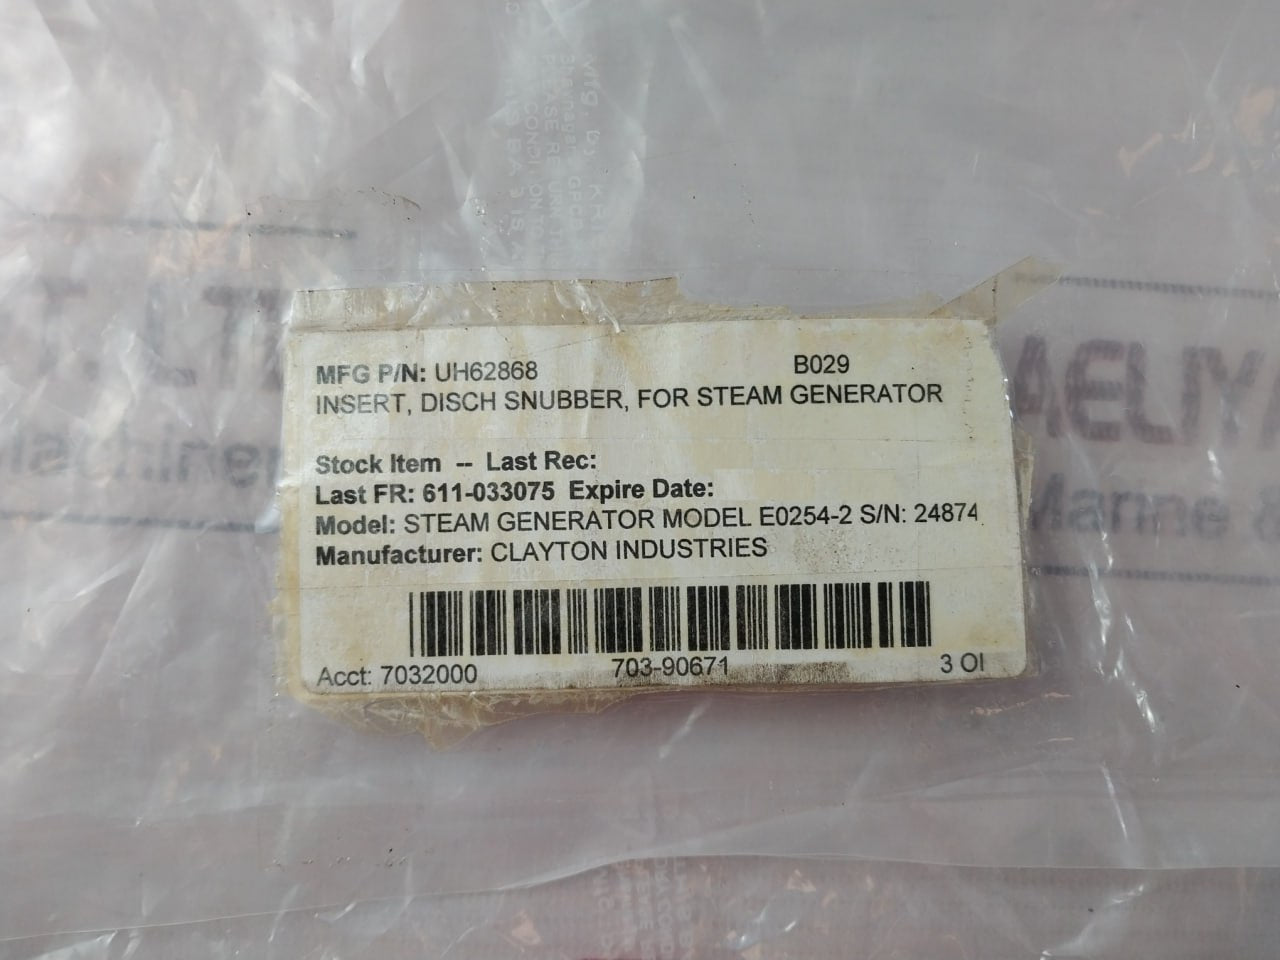 MFG P/N: UH62868 B029
INSERT, DISCH SNUBBER, FOR STEAM GENERATOR
Stock Item -- Last Rec:
Last FR: 611-033075 Expire Date:
Model: STEAM GENERATOR MODEL E0254-2 S/N: 24874
Manufacturer: CLAYTON INDUSTRIES
Acct: 7032000 703-90671 3 OI